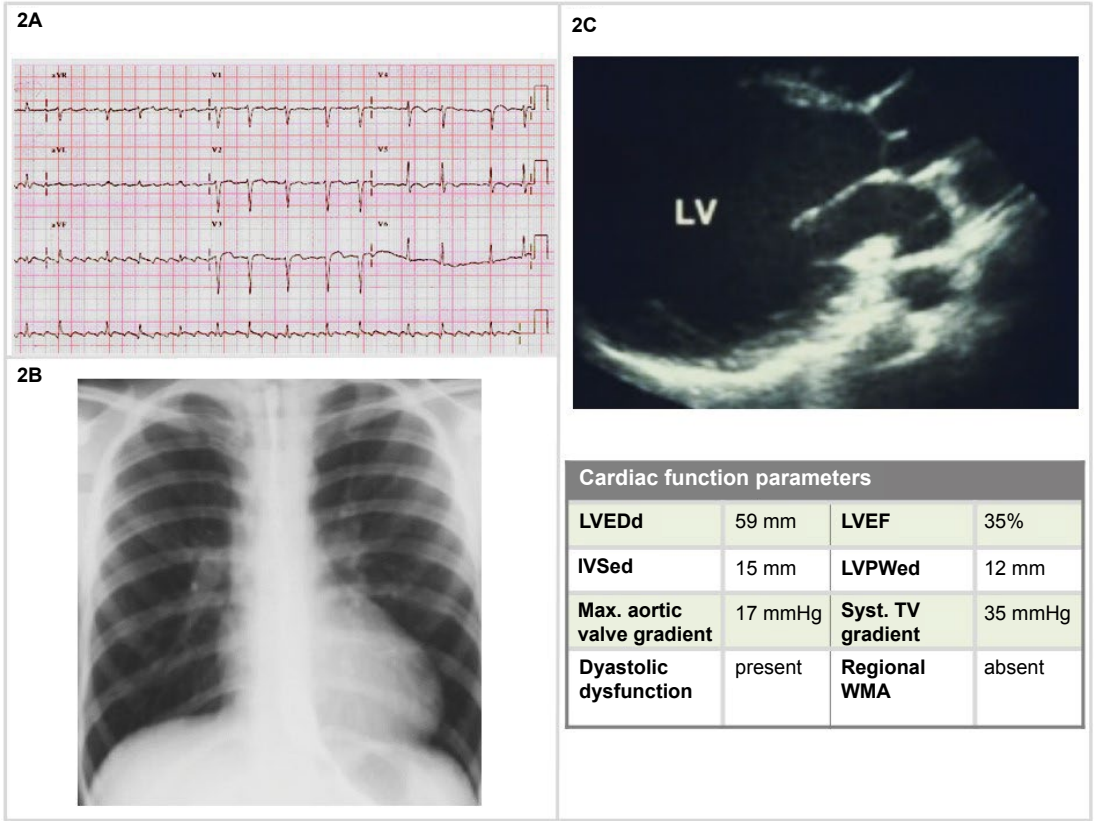 2A
aVR V1 V4
aVL V2 V5
aVF V3 V6
2B
2C
LV
Cardiac function parameters
LVEDd 59 mm LVEF 35%
IVSed 15 mm LVPWed 12 mm
Max. aortic valve gradient 17 mmHg Syst. TV gradient 35 mmHg
Dyastolic dysfunction present Regional WMA absent